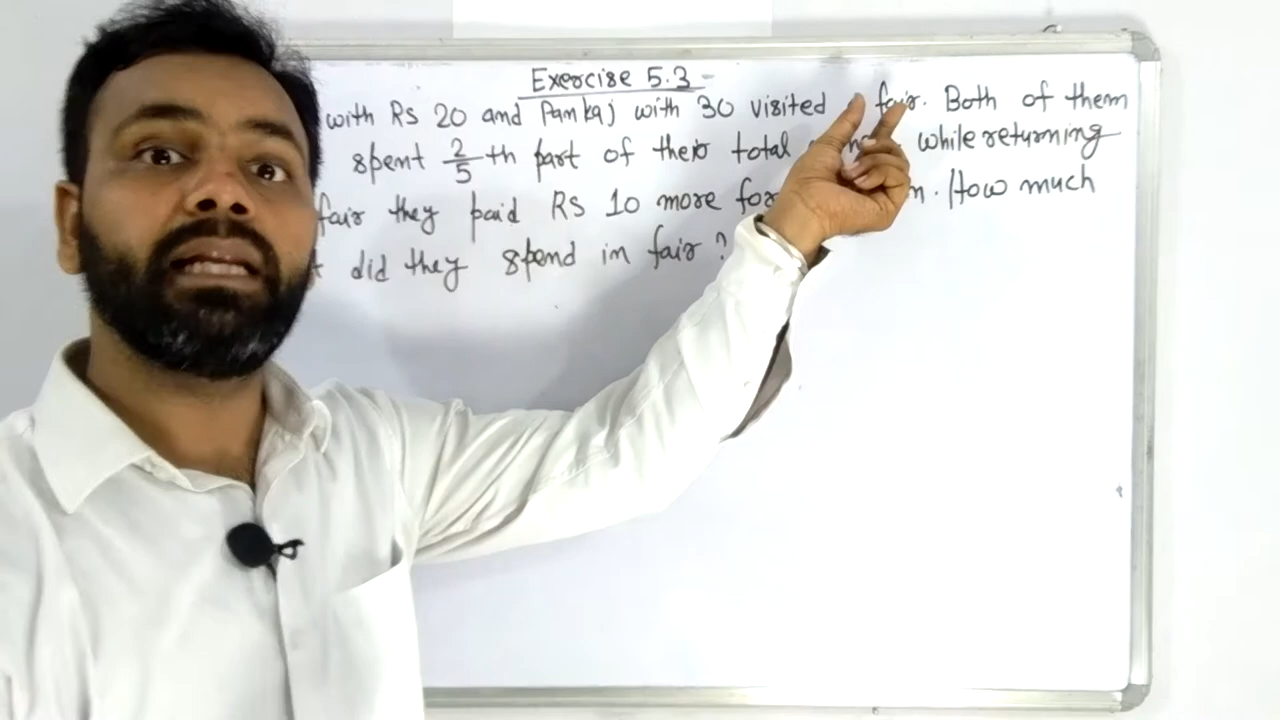 Exercise 5.3
with Rs 20 and Pankaj with 30 visited fair. Both of them
spent 2/5 th part of their total while returning
fair they paid RS 10 more for How much
did they spend in fair?